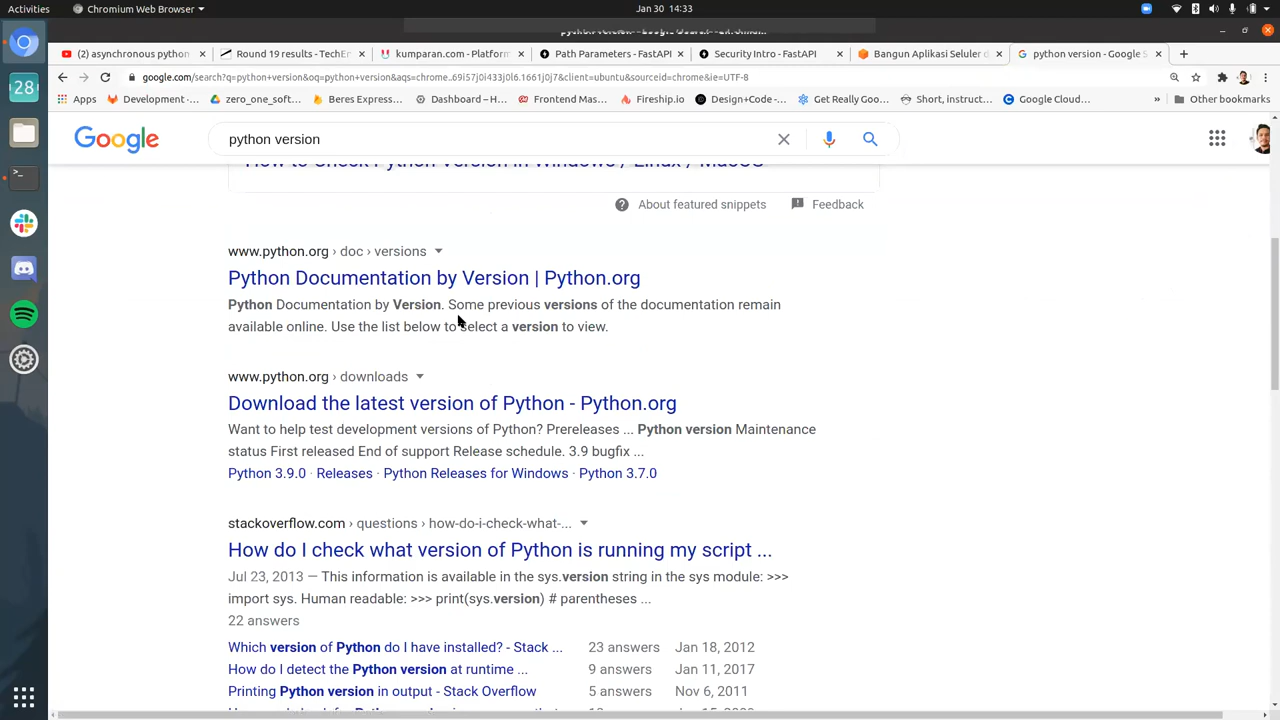 Activities
Chromium Web Browser
Jan 30 14:33
(2) asynchronous python
Round 19 results - TechEm
kumparan.com - Platform
Path Parameters - FastAPI
Security Intro - FastAPI
Bangun Aplikasi Seluler d
python version - Google S
google.com/search?q=python+version&oq=python+version&aqs=chrome..69i57j0i433j0l6.1661j0j7&client=ubuntu&sourceid=chrome&ie=UTF-8
Apps
Development -...
zero_one_soft...
Beres Express...
Dashboard – H...
Frontend Mas...
Fireship.io
Design+Code -...
Get Really Goo...
Short, instruct...
Google Cloud...
»
Other bookmarks
28
Google
python version
How to Check Python Version in Windows / Linux / MacOS
About featured snippets
Feedback
www.python.org › doc › versions
Python Documentation by Version | Python.org
Python Documentation by Version. Some previous versions of the documentation remain
available online. Use the list below to select a version to view.
www.python.org › downloads
Download the latest version of Python - Python.org
Want to help test development versions of Python? Prereleases ... Python version Maintenance
status First released End of support Release schedule. 3.9 bugfix ...
Python 3.9.0 · Releases · Python Releases for Windows · Python 3.7.0
stackoverflow.com › questions › how-do-i-check-what-...
How do I check what version of Python is running my script ...
Jul 23, 2013 — This information is available in the sys.version string in the sys module: >>>
import sys. Human readable: >>> print(sys.version) # parentheses ...
22 answers
Which version of Python do I have installed? - Stack ... 23 answers Jan 18, 2012
How do I detect the Python version at runtime ... 9 answers Jan 11, 2017
Printing Python version in output - Stack Overflow 5 answers Nov 6, 2011